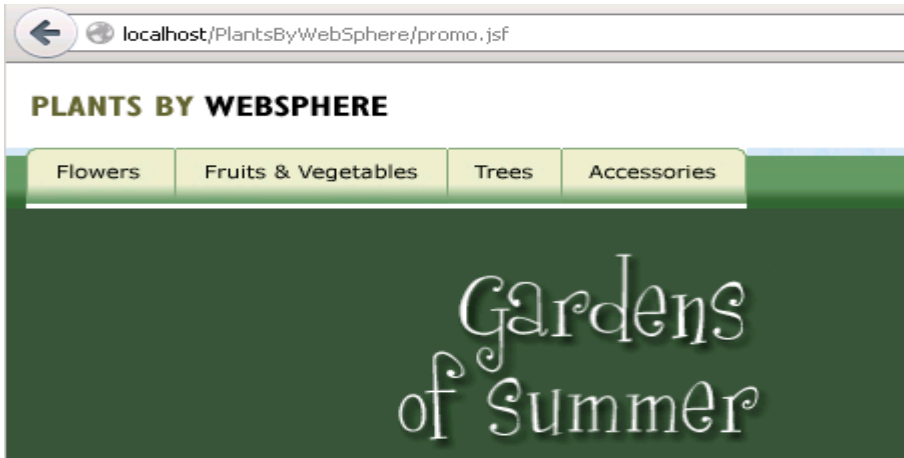 localhost/PlantsByWebSphere/promo.jsf
PLANTS BY WEBSPHERE
Flowers Fruits & Vegetables Trees Accessories
Gardens
of Summer